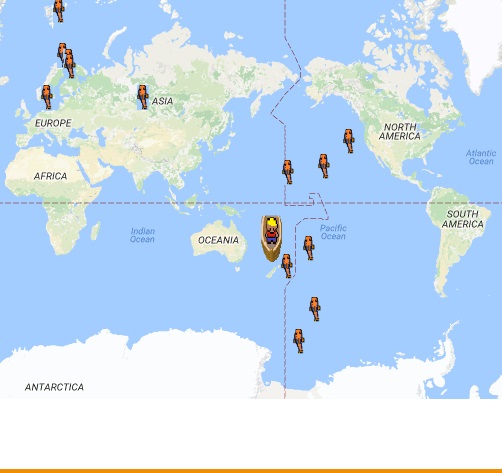 ASIA
EUROPE
NORTH
AMERICA
Atlantic
Ocean
AFRICA
SOUTH
AMERICA
Indian
Ocean
OCEANIA
Pacific
Ocean
ANTARCTICA